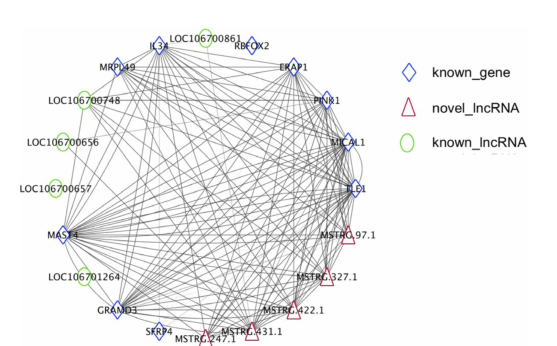 LOC106700861
IL34
RBFOX2
MRPL49
ERAP1
LOC106700748
PINK1
LOC106700656
MICAL1
LOC106700657
TLE1
MAST4
MSTRG.97.1
LOC106701264
MSTRG.327.1
GRAMD3
MSTRG.422.1
SFRP4
MSTRG.431.1
MSTRG.247.1
known_gene
novel_lncRNA
known_lncRNA